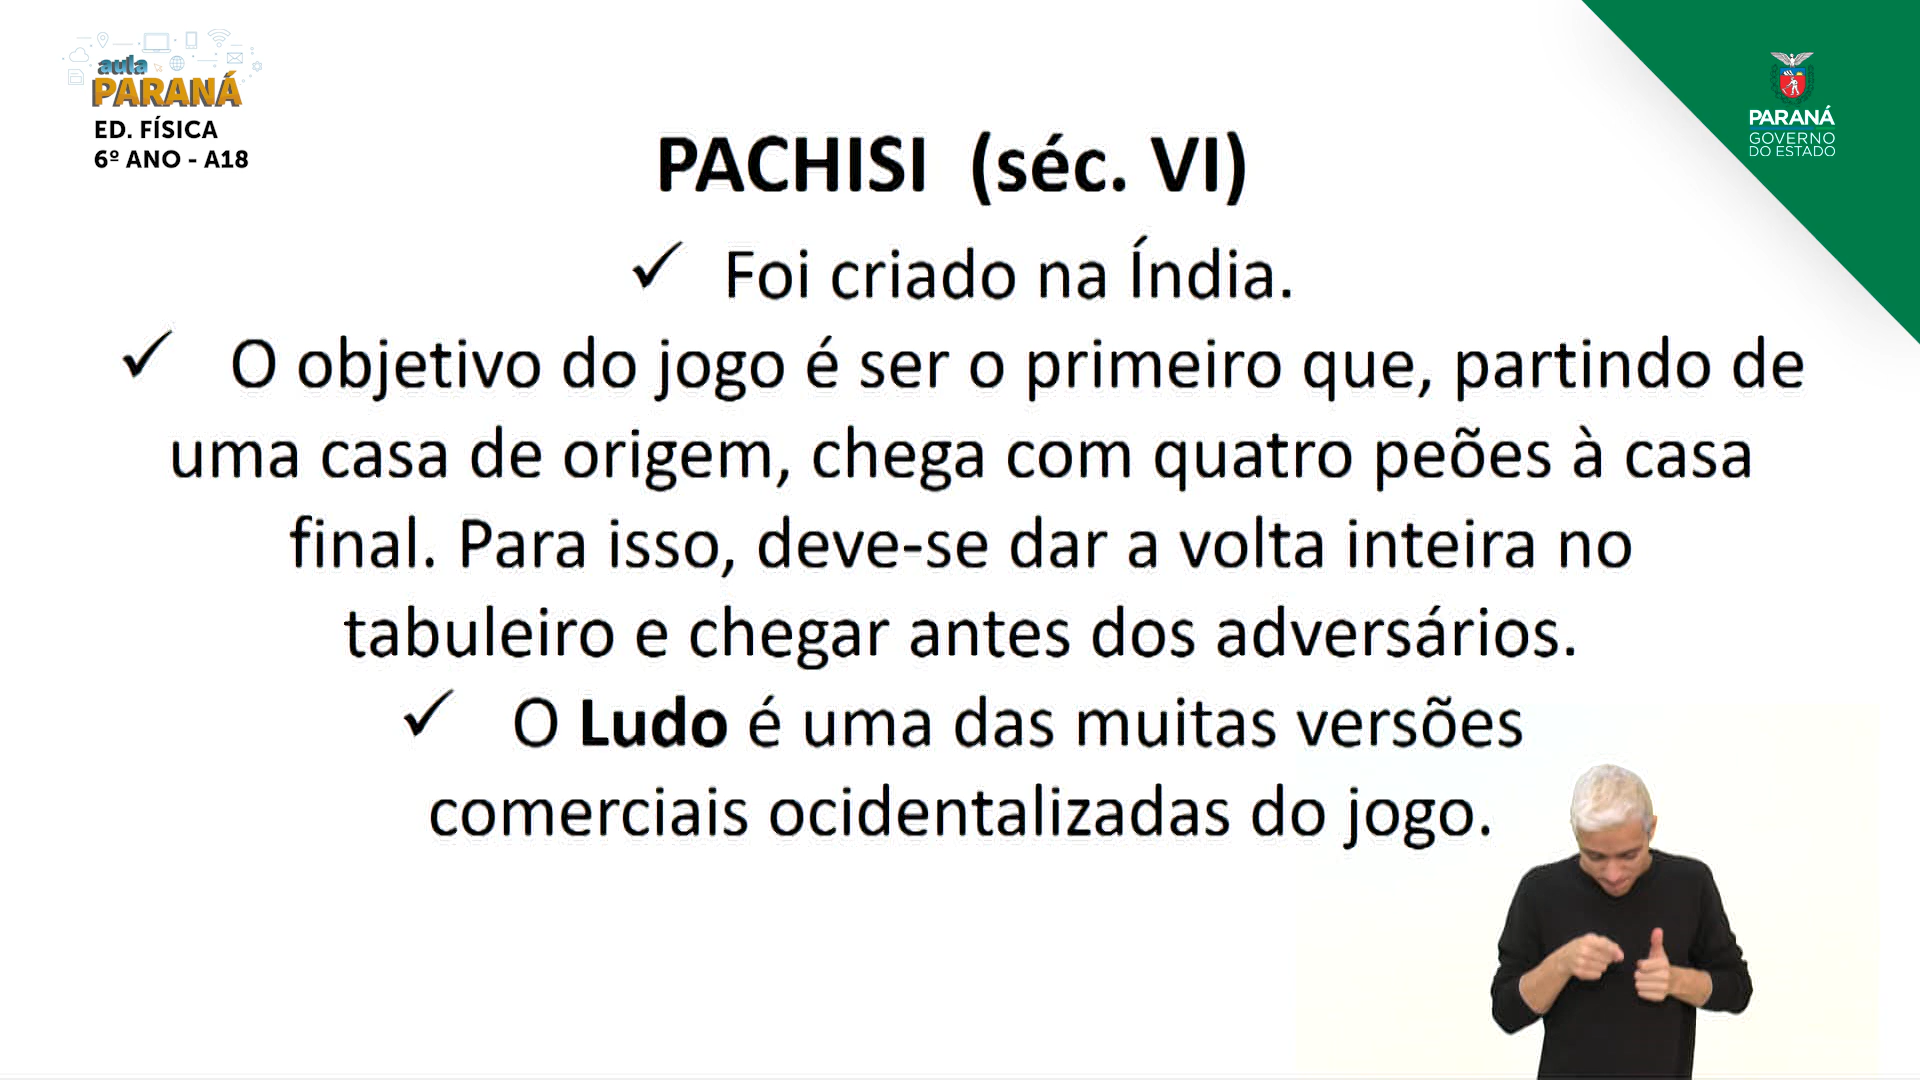 aula
PARANÁ
ED. FÍSICA
6º ANO - A18
PARANÁ
GOVERNO
DO ESTADO
PACHISI (séc. VI)
✓ Foi criado na Índia.
✓ O objetivo do jogo é ser o primeiro que, partindo de
uma casa de origem, chega com quatro peões à casa
final. Para isso, deve-se dar a volta inteira no
tabuleiro e chegar antes dos adversários.
✓ O Ludo é uma das muitas versões
comerciais ocidentalizadas do jogo.